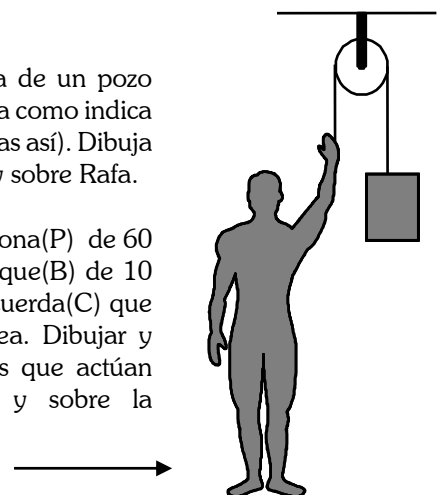 a de un pozo
a como indica
as así). Dibuja
y sobre Rafa.
ona(P) de 60
que(B) de 10
uerda(C) que
ea. Dibujar y
s que actúan
y sobre la